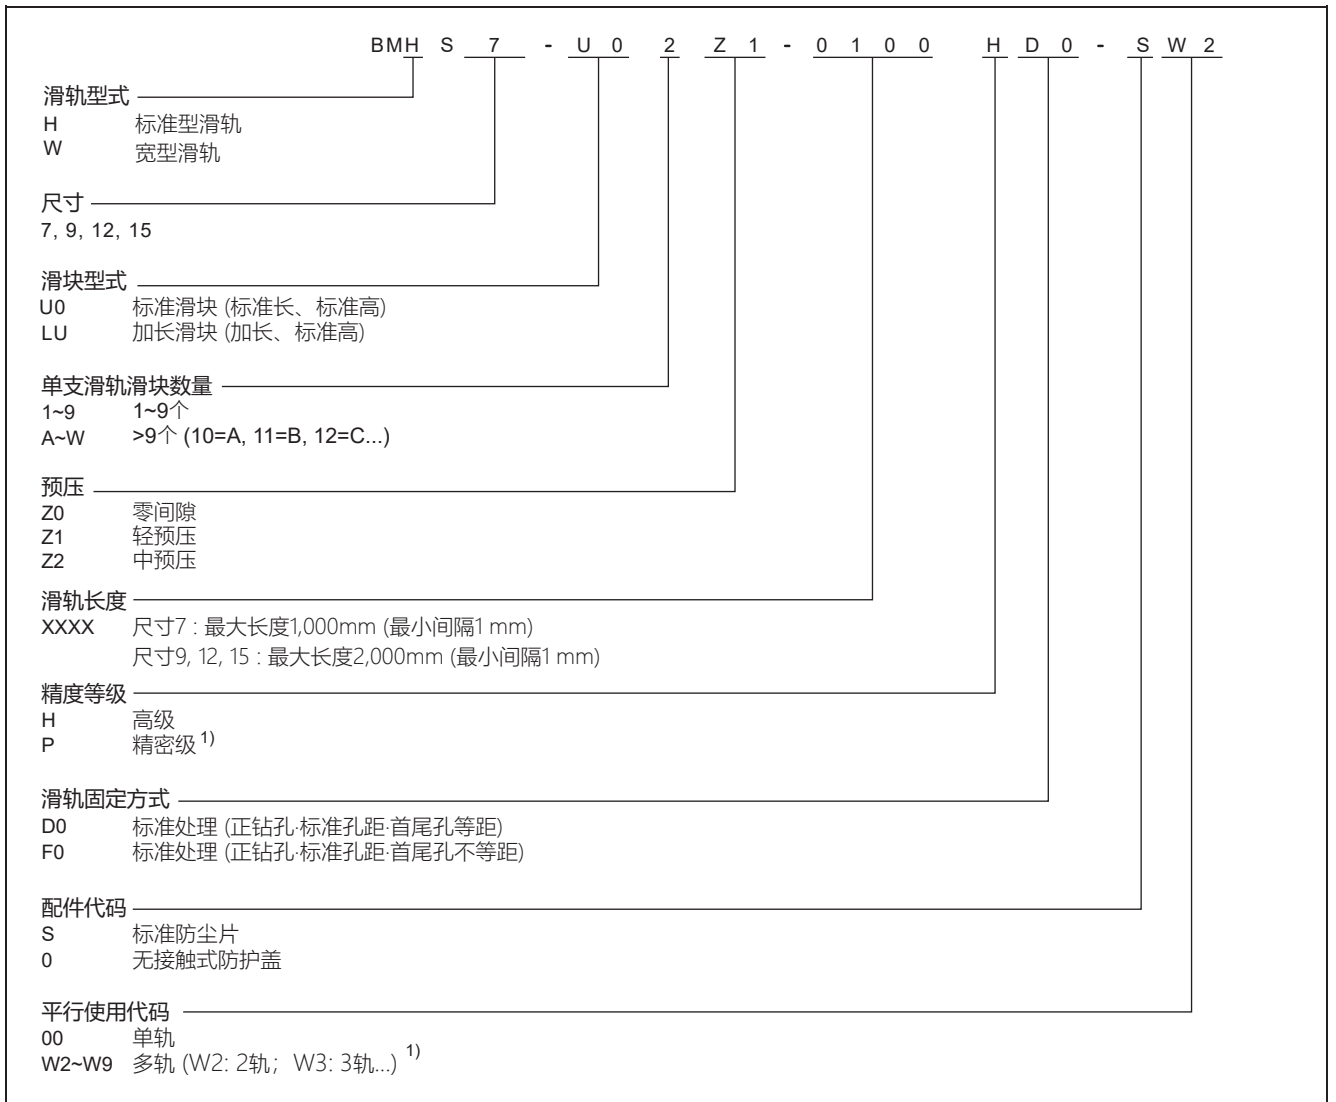 BMH S 7 - U 0 2 Z 1 - 0 1 0 0 H D 0 - S W 2
滑轨型式
H 标准型滑轨
W 宽型滑轨
尺寸
7, 9, 12, 15
滑块型式
U0 标准滑块 (标准长、标准高)
LU 加长滑块 (加长、标准高)
单支滑轨滑块数量
1~9 1~9个
A~W >9个 (10=A, 11=B, 12=C...)
预压
Z0 零间隙
Z1 轻预压
Z2 中预压
滑轨长度
XXXX 尺寸7 : 最大长度1,000mm (最小间隔1 mm)
尺寸9, 12, 15 : 最大长度2,000mm (最小间隔1 mm)
精度等级
H 高级
P 精密级 1)
滑轨固定方式
D0 标准处理 (正钻孔·标准孔距·首尾孔等距)
F0 标准处理 (正钻孔·标准孔距·首尾孔不等距)
配件代码
S 标准防尘片
0 无接触式防护盖
平行使用代码
00 单轨
W2~W9 多轨 (W2: 2轨；W3: 3轨...) 1)